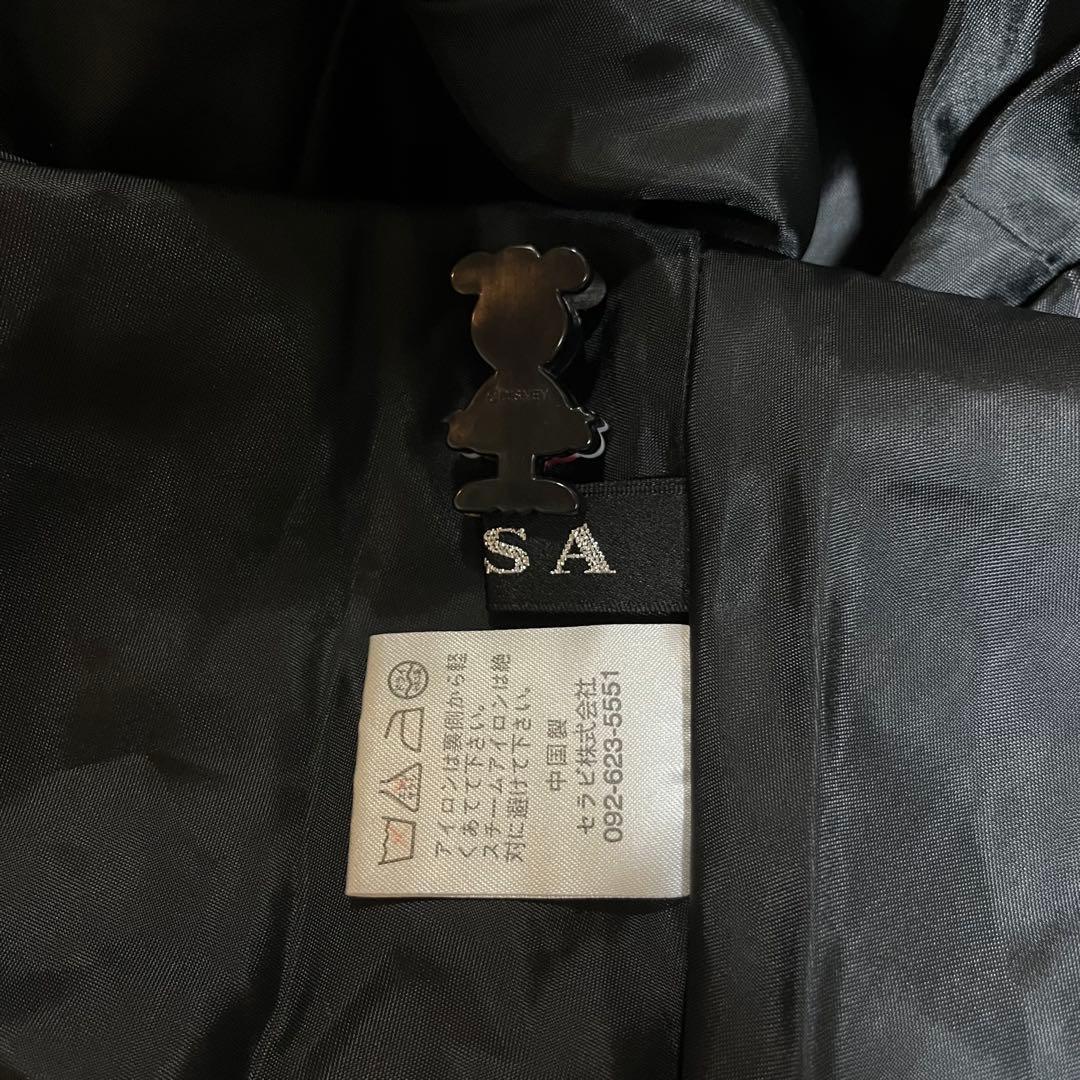 ©DISNEY
SA
アイロンは裏側から軽
くあてて下さい。
スチームアイロンは絶
対に避けて下さい。
中国製
セラビ株式会社
092-623-5551